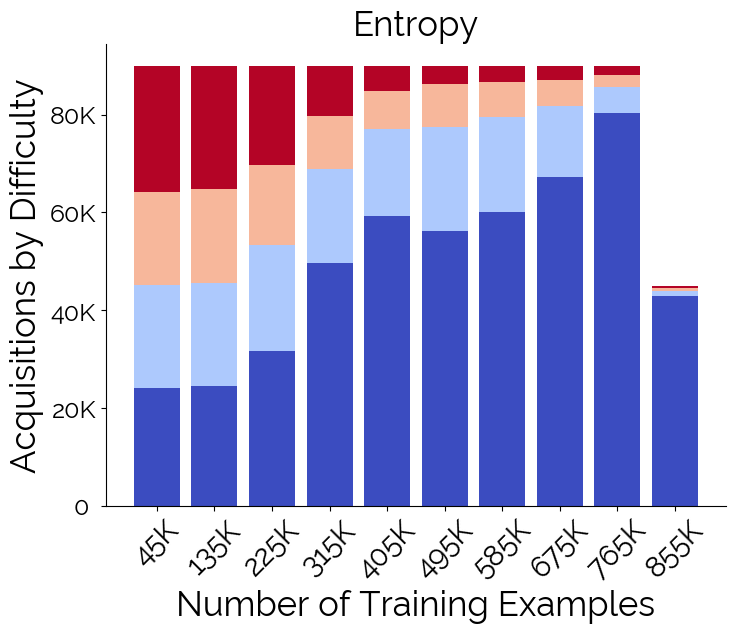 Entropy
Acquisitions by Difficulty
80K
60K
40K
20K
0
45K
135K
225K
315K
405K
495K
585K
675K
765K
855K
Number of Training Examples